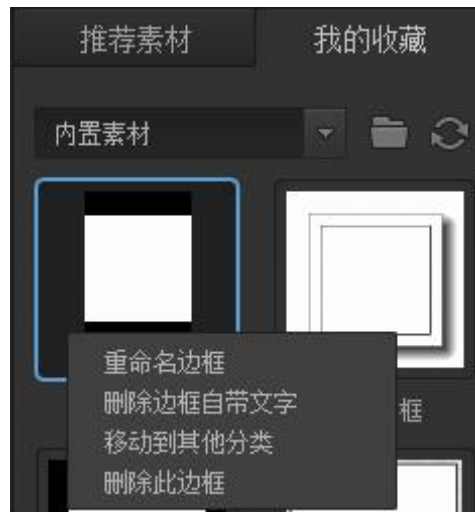 推荐素材 我的收藏
内置素材
重命名边框
删除边框自带文字
框
移动到其他分类
删除此边框